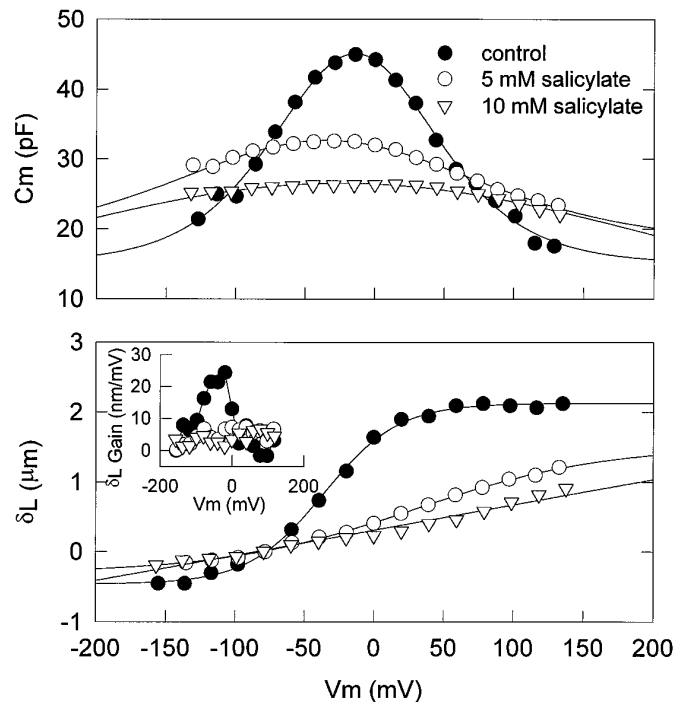 50
40
30
20
10
Cm (pF)
control
5 mM salicylate
10 mM salicylate
3
2
1
0
-1
δL (μm)
30
20
10
0
δL Gain (nm/mV)
-200 0 200
Vm (mV)
-200 -150 -100 -50 0 50 100 150 200
Vm (mV)